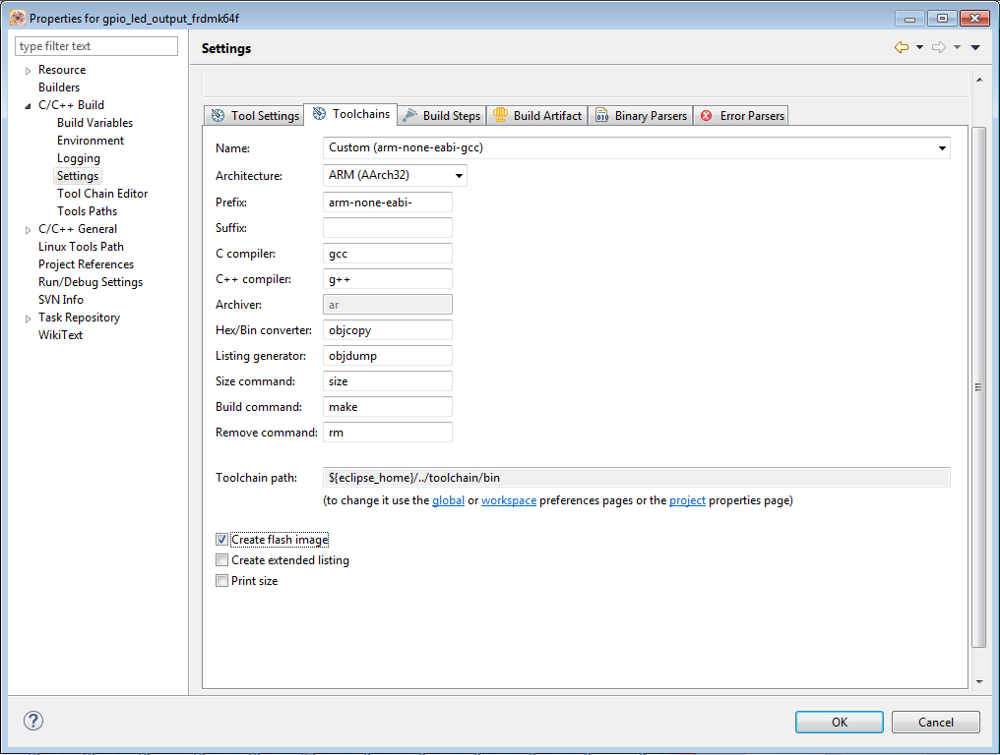 Properties for gpio_led_output_frdmk64f
type filter text
Resource
Builders
C/C++ Build
Build Variables
Environment
Logging
Settings
Tool Chain Editor
Tools Paths
C/C++ General
Linux Tools Path
Project References
Run/Debug Settings
SVN Info
Task Repository
WikiText
Settings
Tool Settings Toolchains Build Steps Build Artifact Binary Parsers Error Parsers
Name: Custom (arm-none-eabi-gcc)
Architecture: ARM (AArch32)
Prefix: arm-none-eabi-
Suffix:
C compiler: gcc
C++ compiler: g++
Archiver: ar
Hex/Bin converter: objcopy
Listing generator: objdump
Size command: size
Build command: make
Remove command: rm
Toolchain path: ${eclipse_home}/../toolchain/bin
(to change it use the global or workspace preferences pages or the project properties page)
Create flash image
Create extended listing
Print size
?
OK Cancel